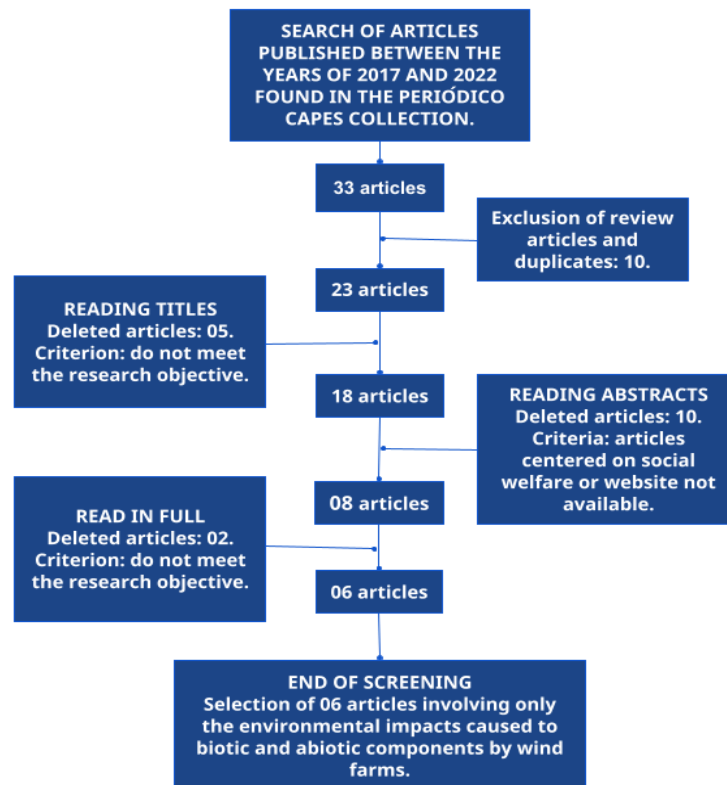 SEARCH OF ARTICLES
PUBLISHED BETWEEN THE
YEARS OF 2017 AND 2022
FOUND IN THE PERIÓDICO
CAPES COLLECTION.
33 articles
Exclusion of review
articles and
duplicates: 10.
23 articles
READING TITLES
Deleted articles: 05.
Criterion: do not meet
the research objective.
18 articles
READING ABSTRACTS
Deleted articles: 10.
Criteria: articles
centered on social
welfare or website not
available.
08 articles
READ IN FULL
Deleted articles: 02.
Criterion: do not meet
the research objective.
06 articles
END OF SCREENING
Selection of 06 articles involving only
the environmental impacts caused to
biotic and abiotic components by wind
farms.